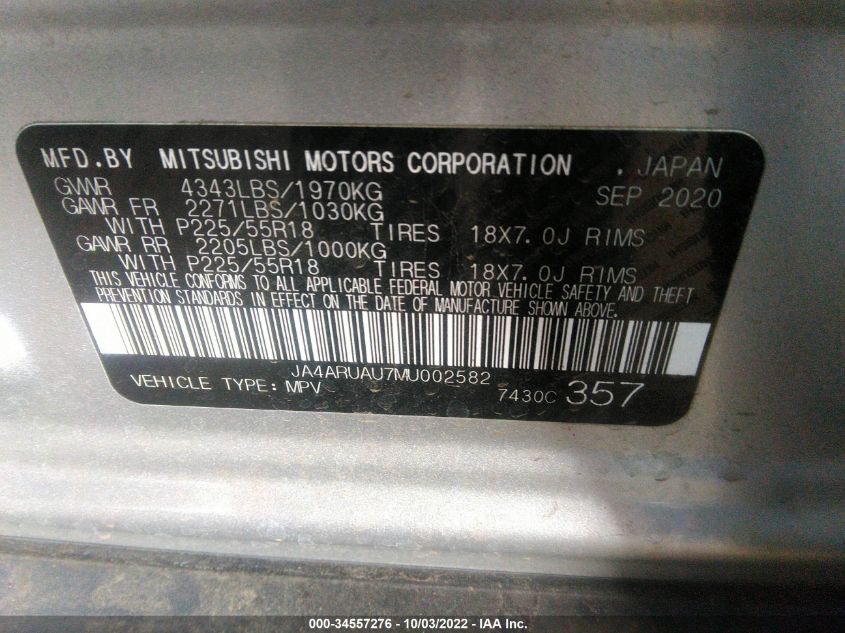 MFD.BY MITSUBISHI MOTORS CORPORATION . JAPAN
GVWR 4343LBS/1970KG SEP 2020
GAWR FR 2271LBS/1030KG
WITH P225/55R18 TIRES 18X7.0J RIMS
GAWR RR 2205LBS/1000KG
WITH P225/55R18 TIRES 18X7.0J RIMS
THIS VEHICLE CONFORMS TO ALL APPLICABLE FEDERAL MOTOR VEHICLE SAFETY AND THEFT
PREVENTION STANDARDS IN EFFECT ON THE DATE OF MANUFACTURE SHOWN ABOVE.
JA4ARUAU7MU002582
VEHICLE TYPE: MPV 7430C 357
000-34557276 - 10/03/2022 - IAA Inc.